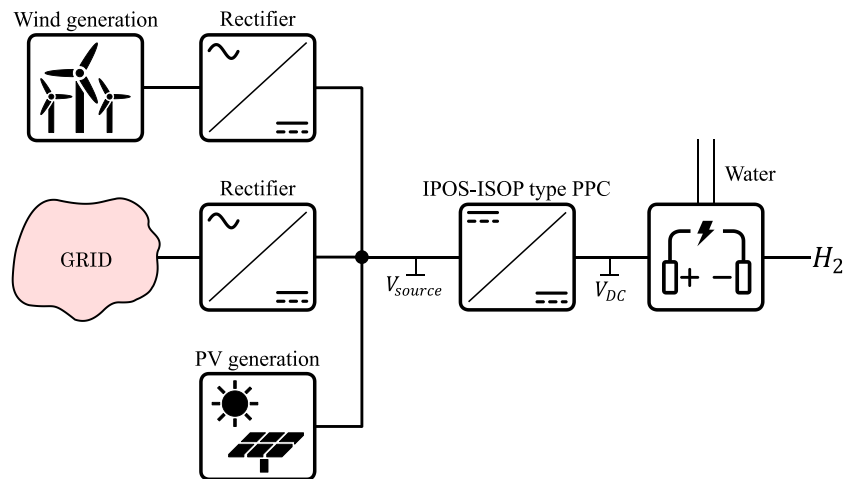 Wind generation
Rectifier
Rectifier
GRID
IPOS-ISOP type PPC
Water
V_source
V_DC
+ −
H_2
PV generation